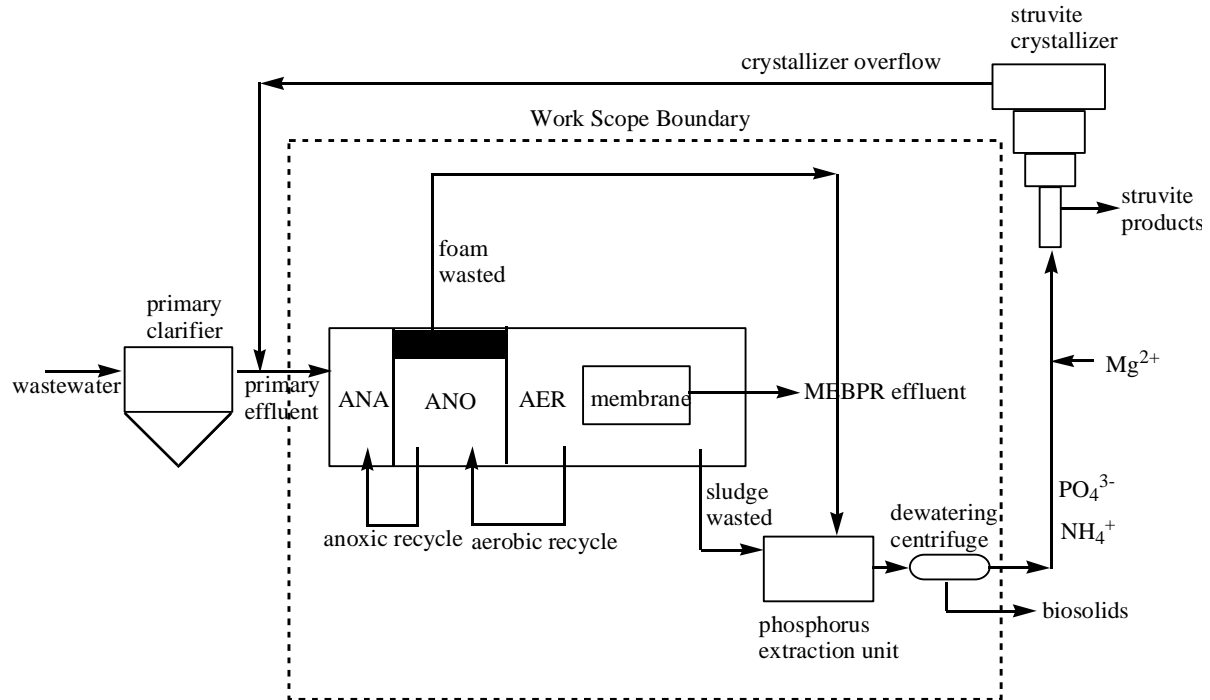 struvite
crystallizer
crystallizer overflow
Work Scope Boundary
struvite
products
foam
wasted
primary
clarifier
Mg²⁺
wastewater
primary
effluent
ANA
ANO
AER
membrane
MEBPR effluent
sludge
wasted
PO₄³⁻
NH₄⁺
dewatering
centrifuge
anoxic recycle
aerobic recycle
biosolids
phosphorus
extraction unit